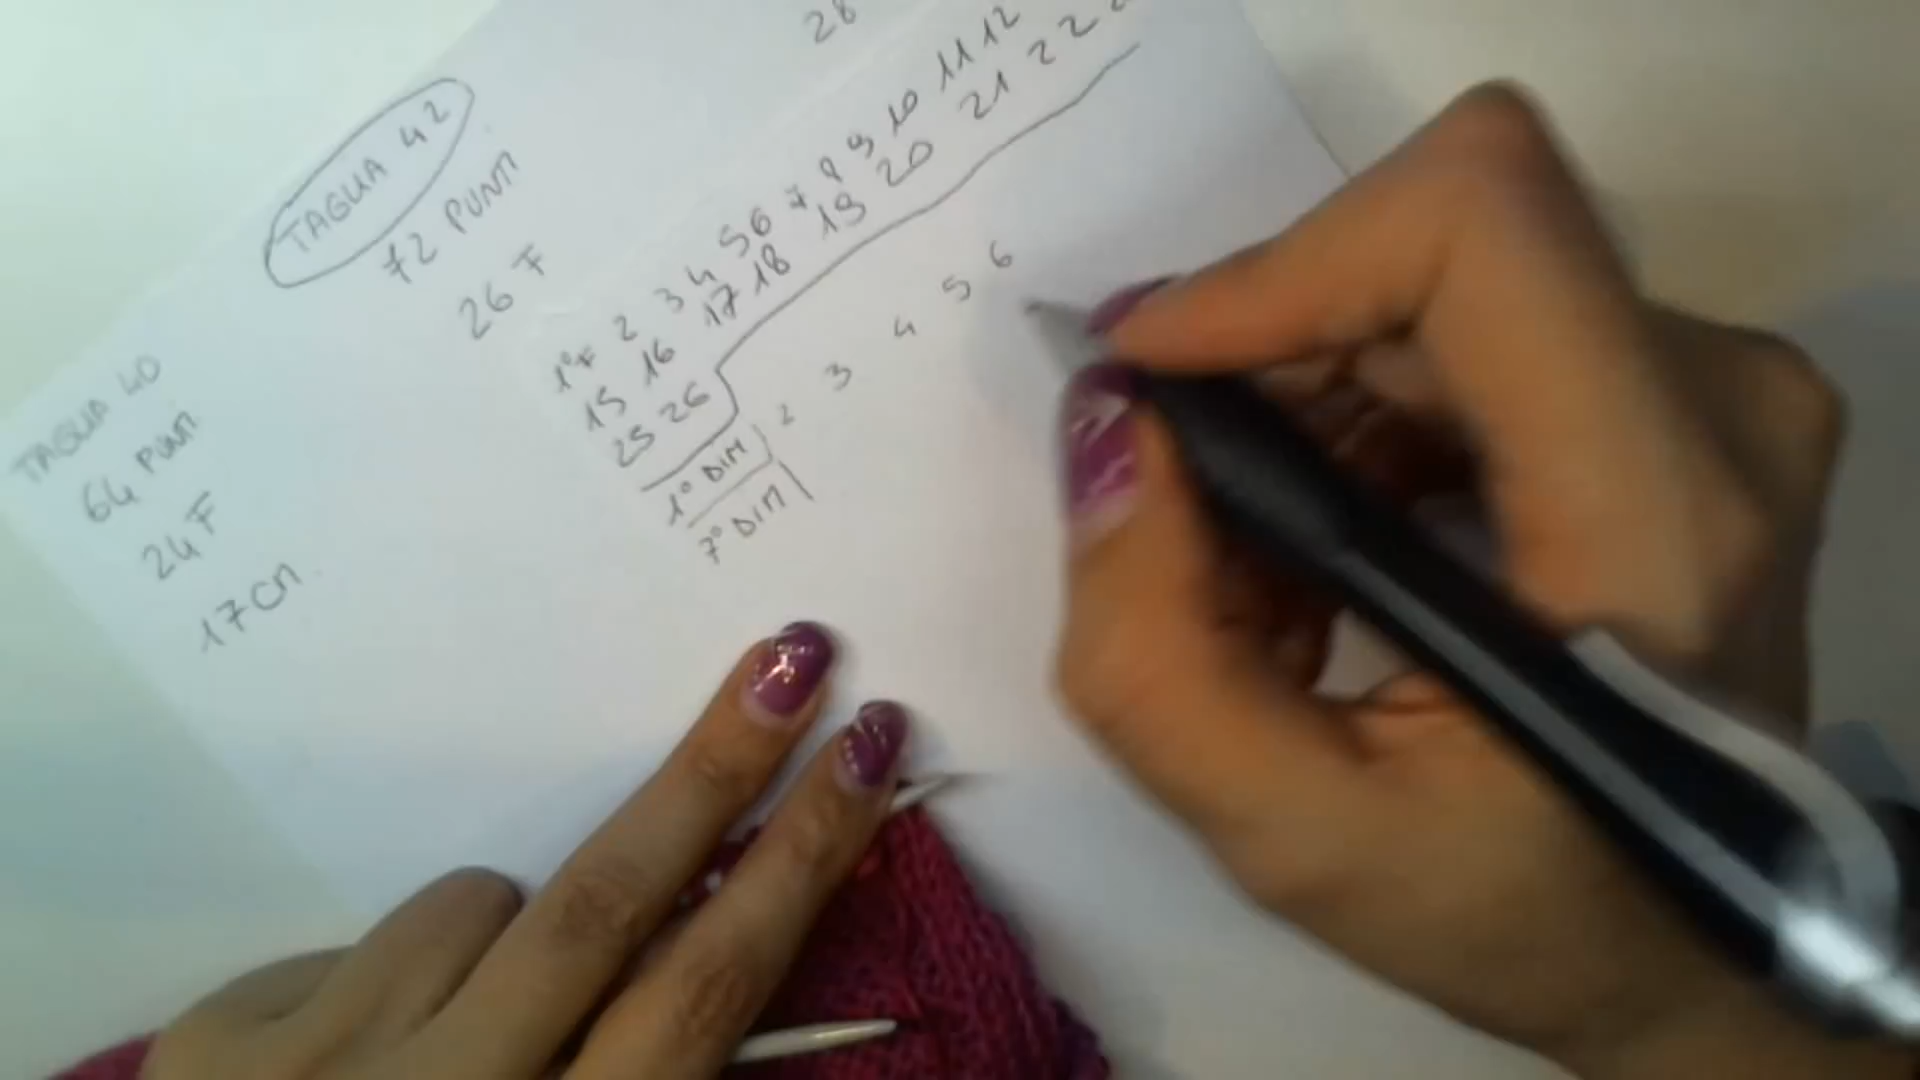 TAGLIA 40
64 PUNTI
24 F
17 CM
TAGLIA 42
72 PUNTI
26 F
28
1° F 2 3 4 5 6 7 8 9 10 11 12
15 16 17 18 19 20 21 22
25 26
1° DIM 2 3 4 5 6
7° DIM